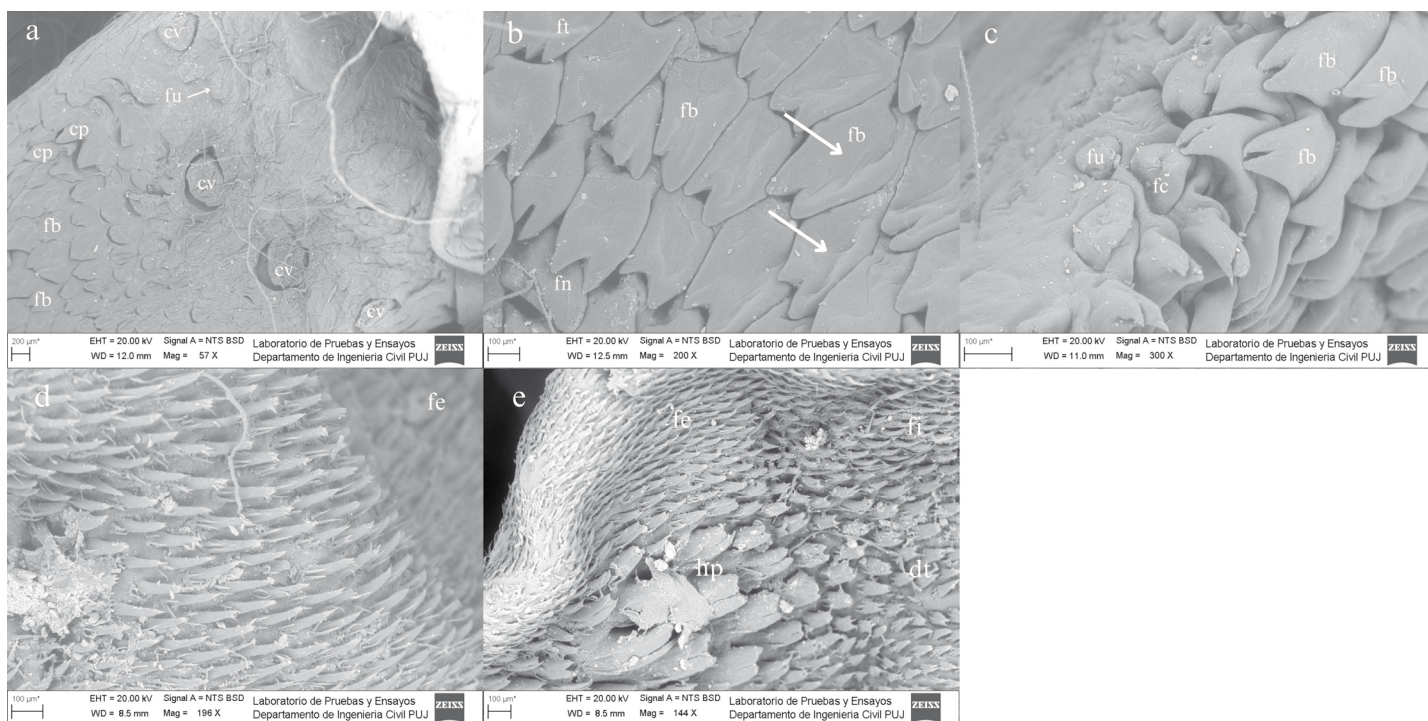 a
cv
fu
cp
cp
cv
fb
cv
fb
cv
200 µm*
EHT = 20.00 kV Signal A = NTS BSD Laboratorio de Pruebas y Ensayos
WD = 12.0 mm Mag = 57 X Departamento de Ingenieria Civil PUJ
ZEISS
b
ft
fb
fb
fn
100 µm*
EHT = 20.00 kV Signal A = NTS BSD Laboratorio de Pruebas y Ensayos
WD = 12.5 mm Mag = 200 X Departamento de Ingenieria Civil PUJ
ZEISS
c
fb
fb
fu
fc
fb
100 µm*
EHT = 20.00 kV Signal A = NTS BSD Laboratorio de Pruebas y Ensayos
WD = 11.0 mm Mag = 300 X Departamento de Ingenieria Civil PUJ
ZEISS
d
fe
100 µm*
EHT = 20.00 kV Signal A = NTS BSD Laboratorio de Pruebas y Ensayos
WD = 8.5 mm Mag = 196 X Departamento de Ingenieria Civil PUJ
ZEISS
e
fe
fi
hp
dt
100 µm*
EHT = 20.00 kV Signal A = NTS BSD Laboratorio de Pruebas y Ensayos
WD = 8.5 mm Mag = 144 X Departamento de Ingenieria Civil PUJ
ZEISS